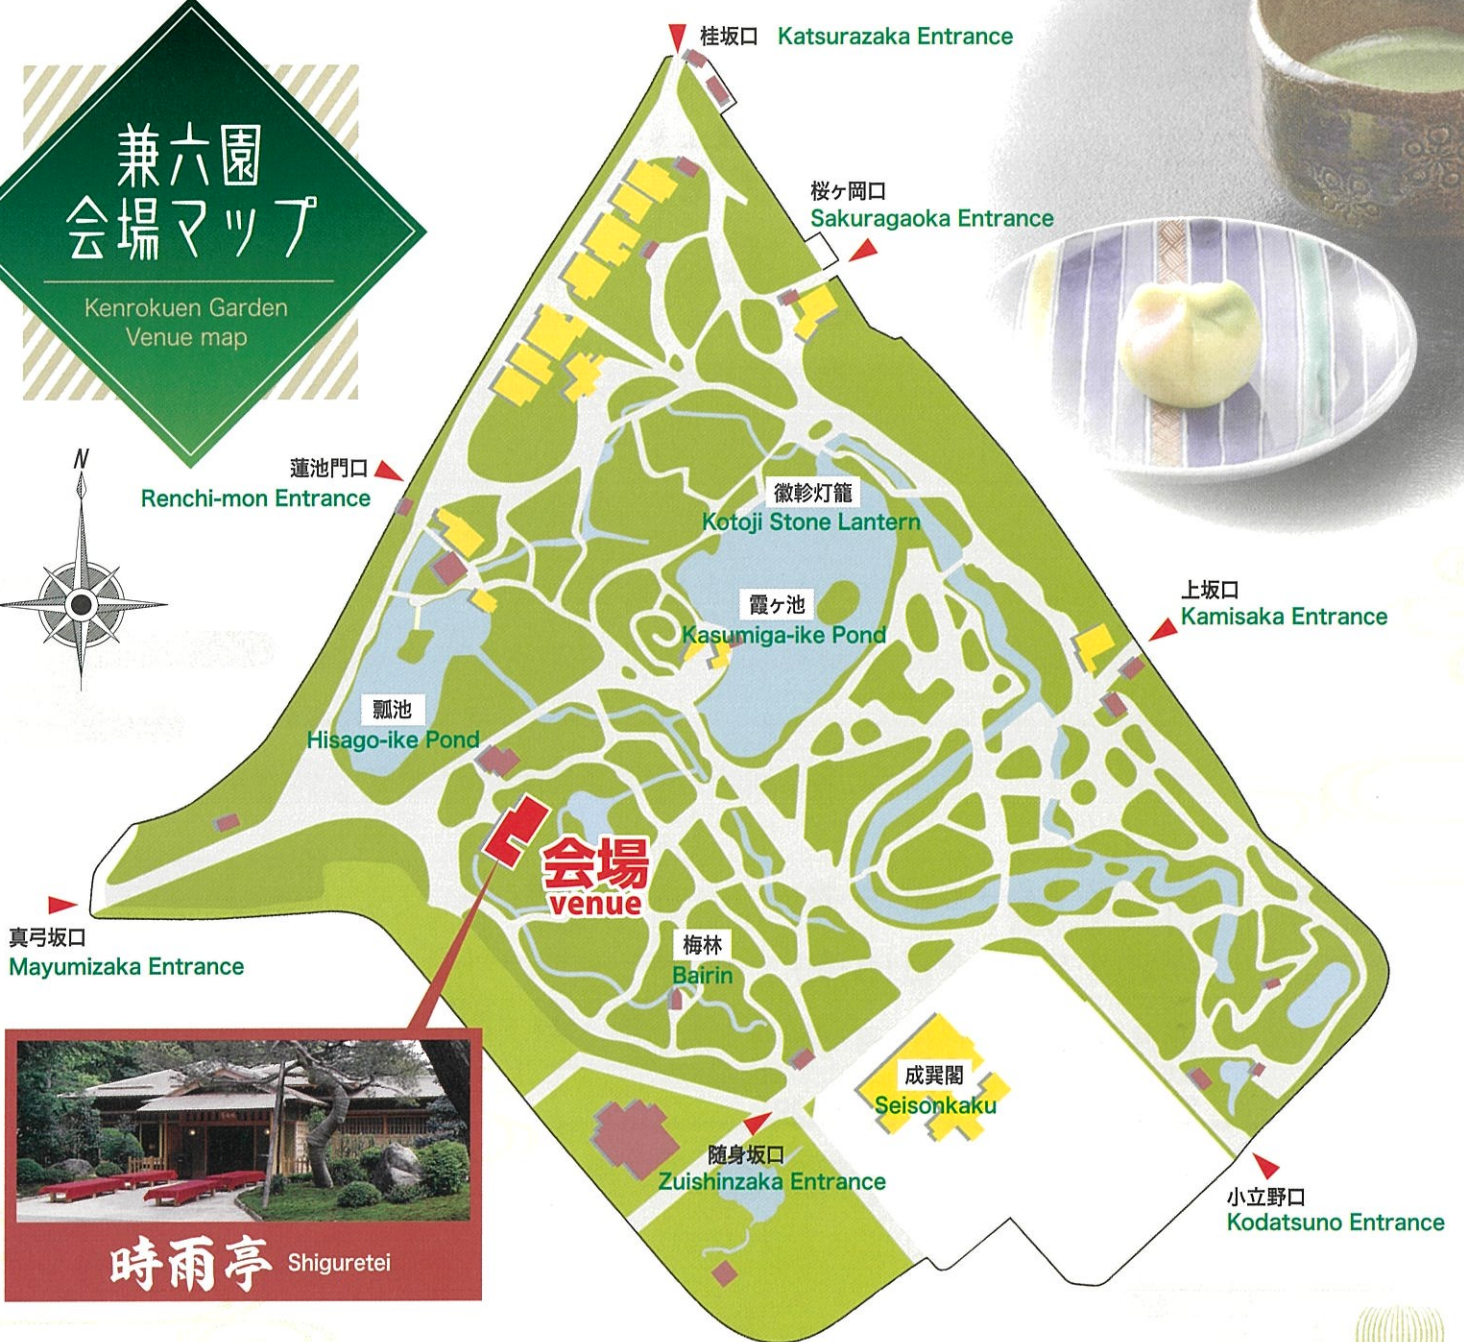 兼六園
会場マップ
Kenrokuen Garden
Venue map
桂坂口 Katsurazaka Entrance
桜ヶ岡口
Sakuragaoka Entrance
N
蓮池門口
Renchi-mon Entrance
徽軫灯籠
Kotoji Stone Lantern
霞ヶ池
Kasumiga-ike Pond
上坂口
Kamisaka Entrance
瓢池
Hisago-ike Pond
会場
venue
真弓坂口
Mayumizaka Entrance
梅林
Bairin
成巽閣
Seisonkaku
随身坂口
Zuishinzaka Entrance
小立野口
Kodatsuno Entrance
時雨亭 Shiguretei